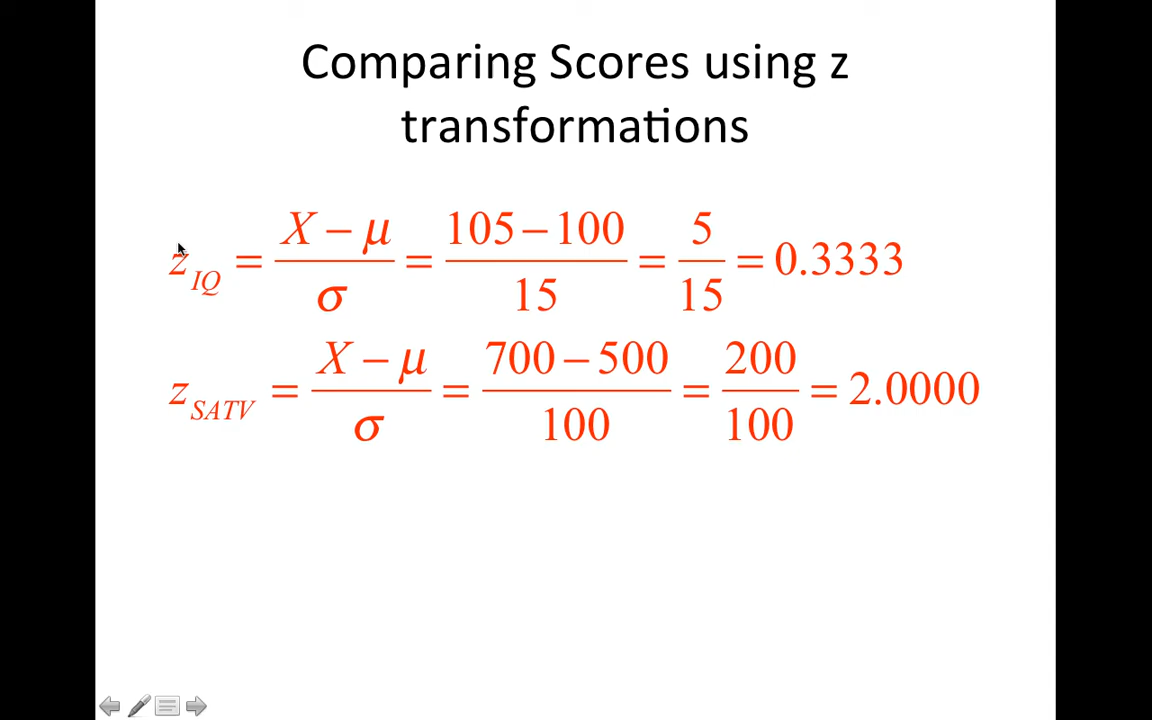 Comparing Scores using z
transformations
z_IQ = (X − μ)/σ = (105 − 100)/15 = 5/15 = 0.3333
z_SATV = (X − μ)/σ = (700 − 500)/100 = 200/100 = 2.0000